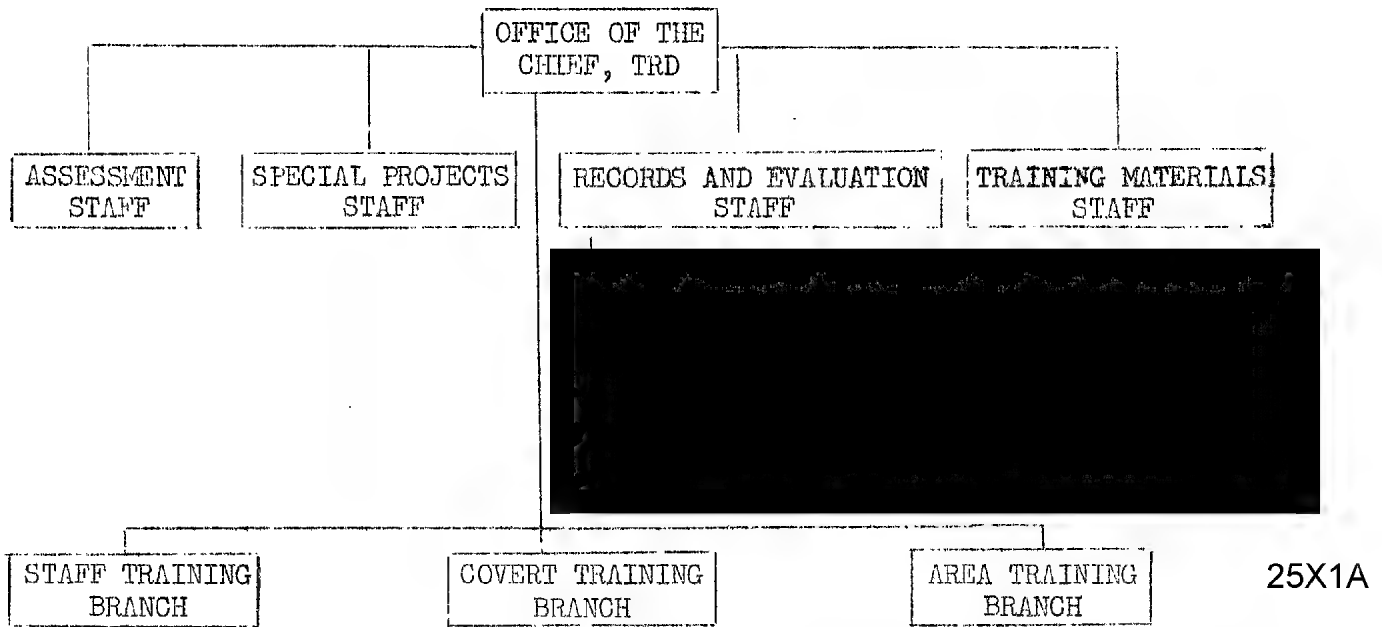 OFFICE OF THE
CHIEF, TRD
ASSESSMENT
STAFF
SPECIAL PROJECTS
STAFF
RECORDS AND EVALUATION
STAFF
TRAINING MATERIALS
STAFF
STAFF TRAINING
BRANCH
COVERT TRAINING
BRANCH
AREA TRAINING
BRANCH
25X1A